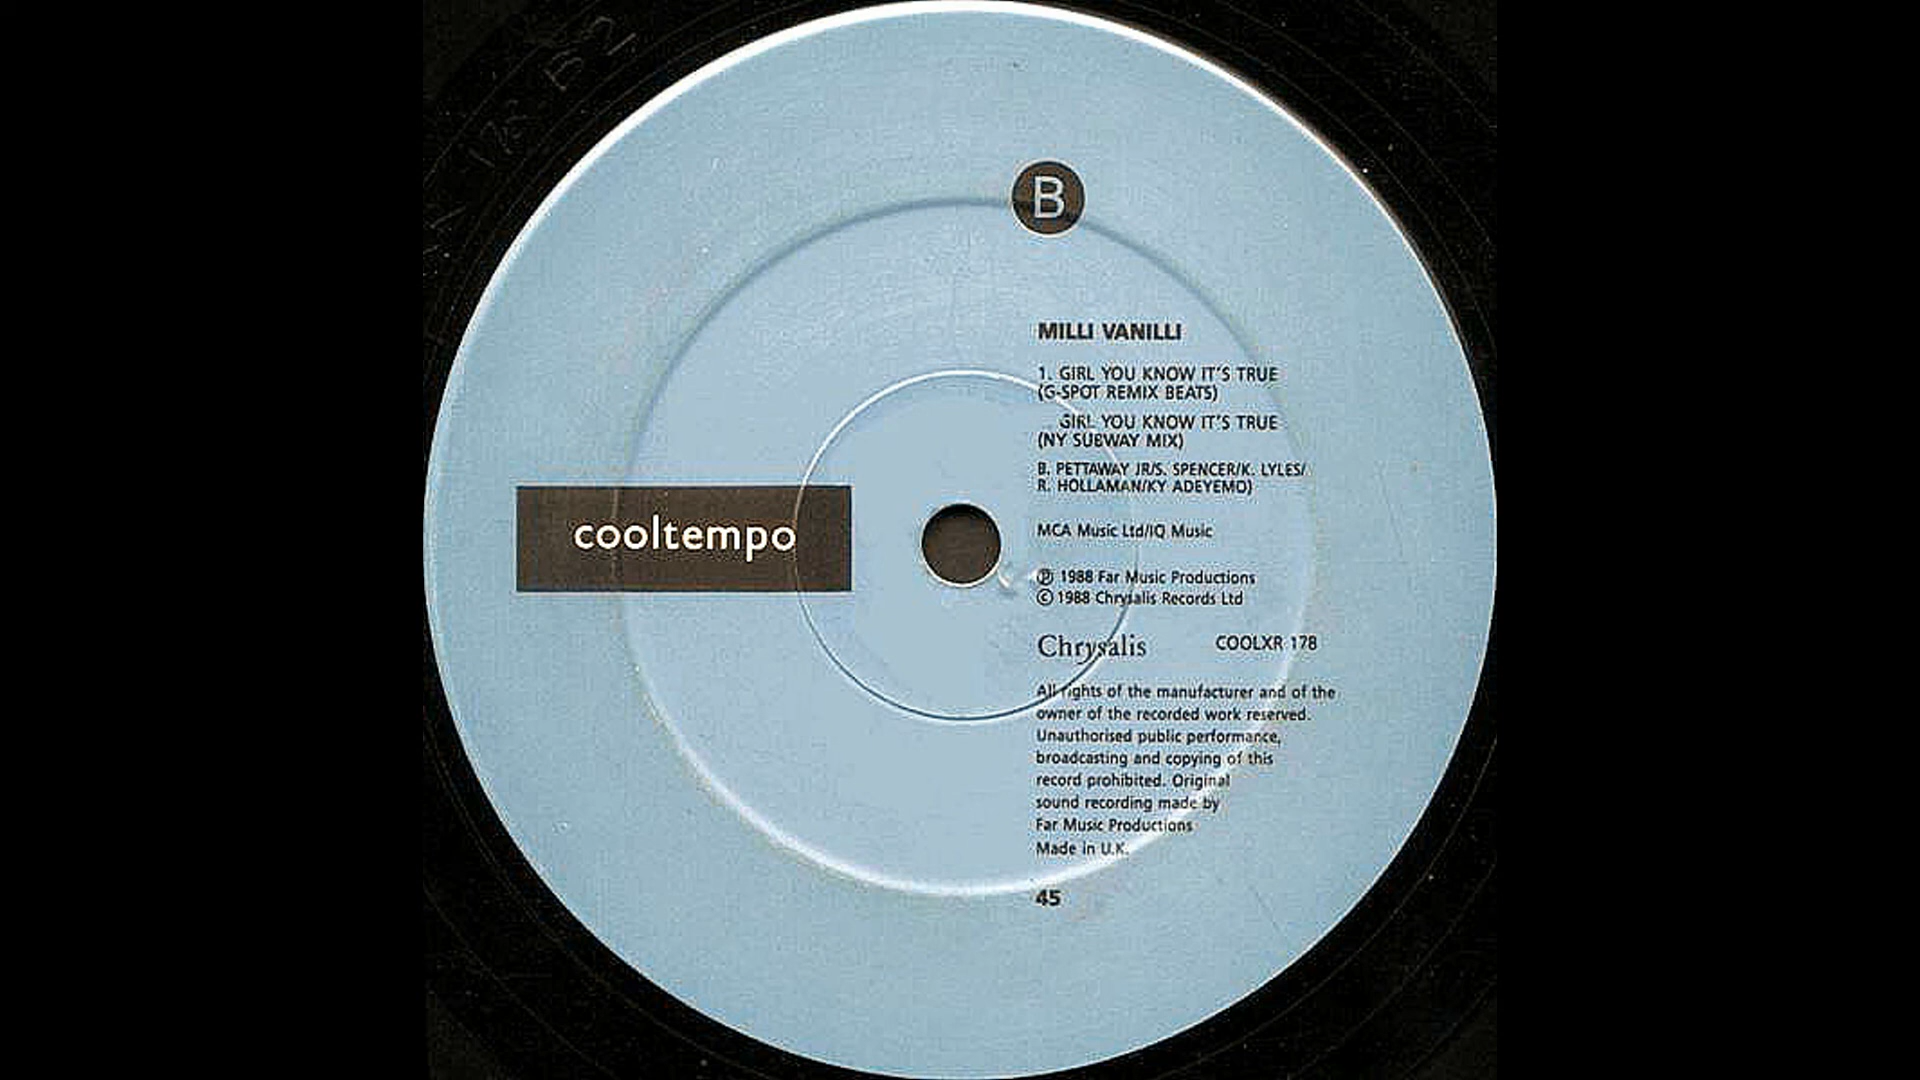 B
MILLI VANILLI
1. GIRL YOU KNOW IT'S TRUE
(G-SPOT REMIX BEATS)
GIRL YOU KNOW IT'S TRUE
(NY SUBWAY MIX)
B. PETTAWAY JR/S. SPENCER/K. LYLES/
R. HOLLAMAN/KY ADEYEMO)
cooltempo
MCA Music Ltd/IQ Music
℗ 1988 Far Music Productions
© 1988 Chrysalis Records Ltd
Chrysalis COOLXR 178
All rights of the manufacturer and of the
owner of the recorded work reserved.
Unauthorised public performance,
broadcasting and copying of this
record prohibited. Original
sound recording made by
Far Music Productions
Made in U.K.
45